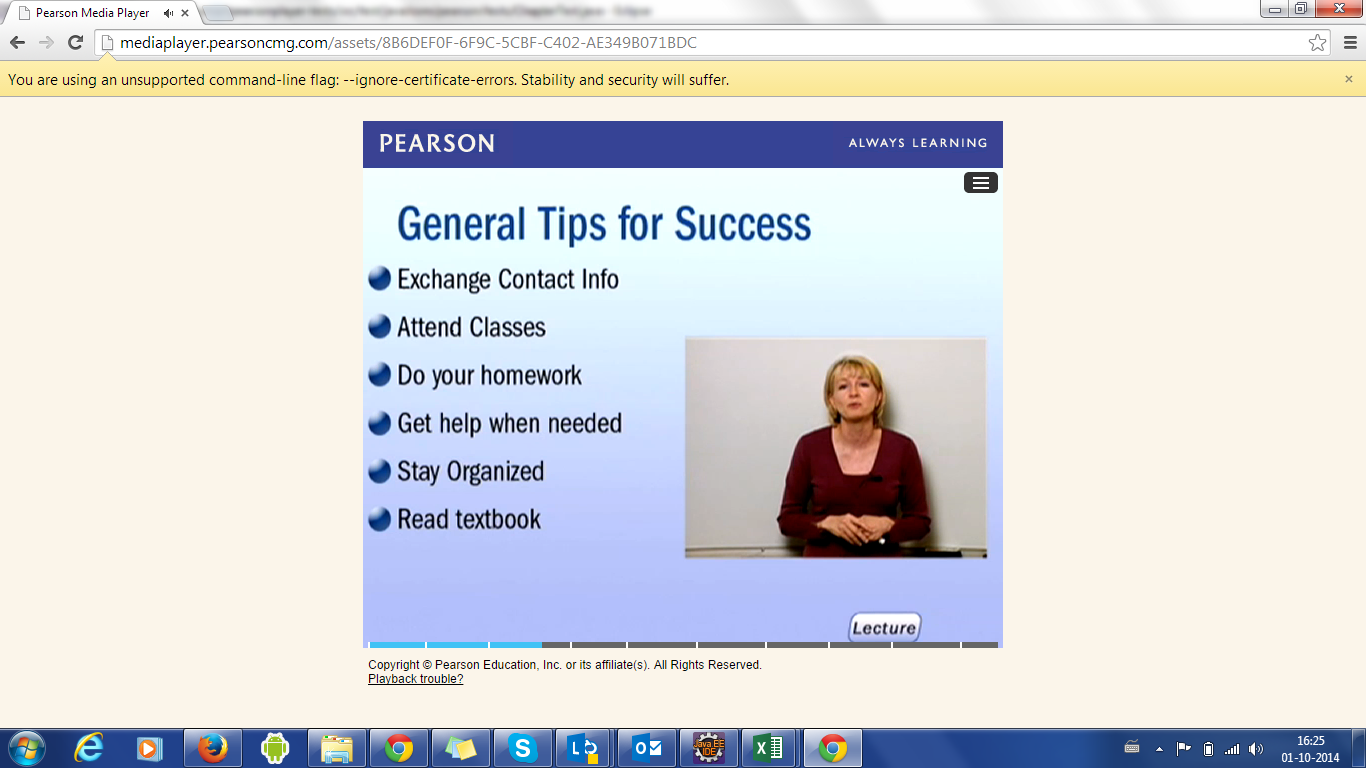 Pearson Media Player
mediaplayer.pearsoncmg.com/assets/8B6DEF0F-6F9C-5CBF-C402-AE349B071BDC
You are using an unsupported command-line flag: --ignore-certificate-errors. Stability and security will suffer.
PEARSON
ALWAYS LEARNING
General Tips for Success
Exchange Contact Info
Attend Classes
Do your homework
Get help when needed
Stay Organized
Read textbook
Lecture
Copyright © Pearson Education, Inc. or its affiliate(s). All Rights Reserved.
Playback trouble?
Java EE
IDE
16:25
01-10-2014